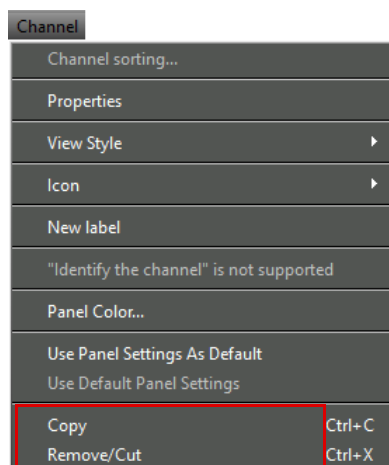 Channel
Channel sorting...
Properties
View Style
Icon
New label
"Identify the channel" is not supported
Panel Color...
Use Panel Settings As Default
Use Default Panel Settings
Copy Ctrl+C
Remove/Cut Ctrl+X